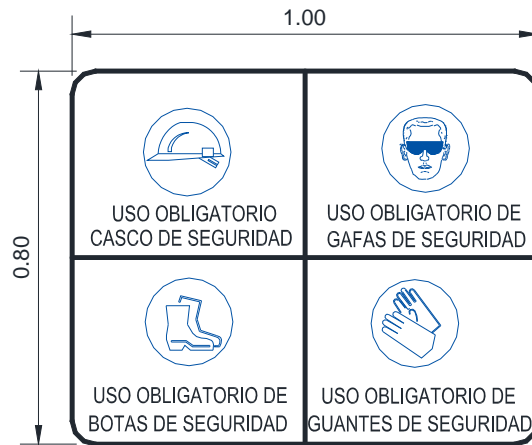 1.00
0.80
USO OBLIGATORIO
CASCO DE SEGURIDAD
USO OBLIGATORIO DE
GAFAS DE SEGURIDAD
USO OBLIGATORIO DE
BOTAS DE SEGURIDAD
USO OBLIGATORIO DE
GUANTES DE SEGURIDAD